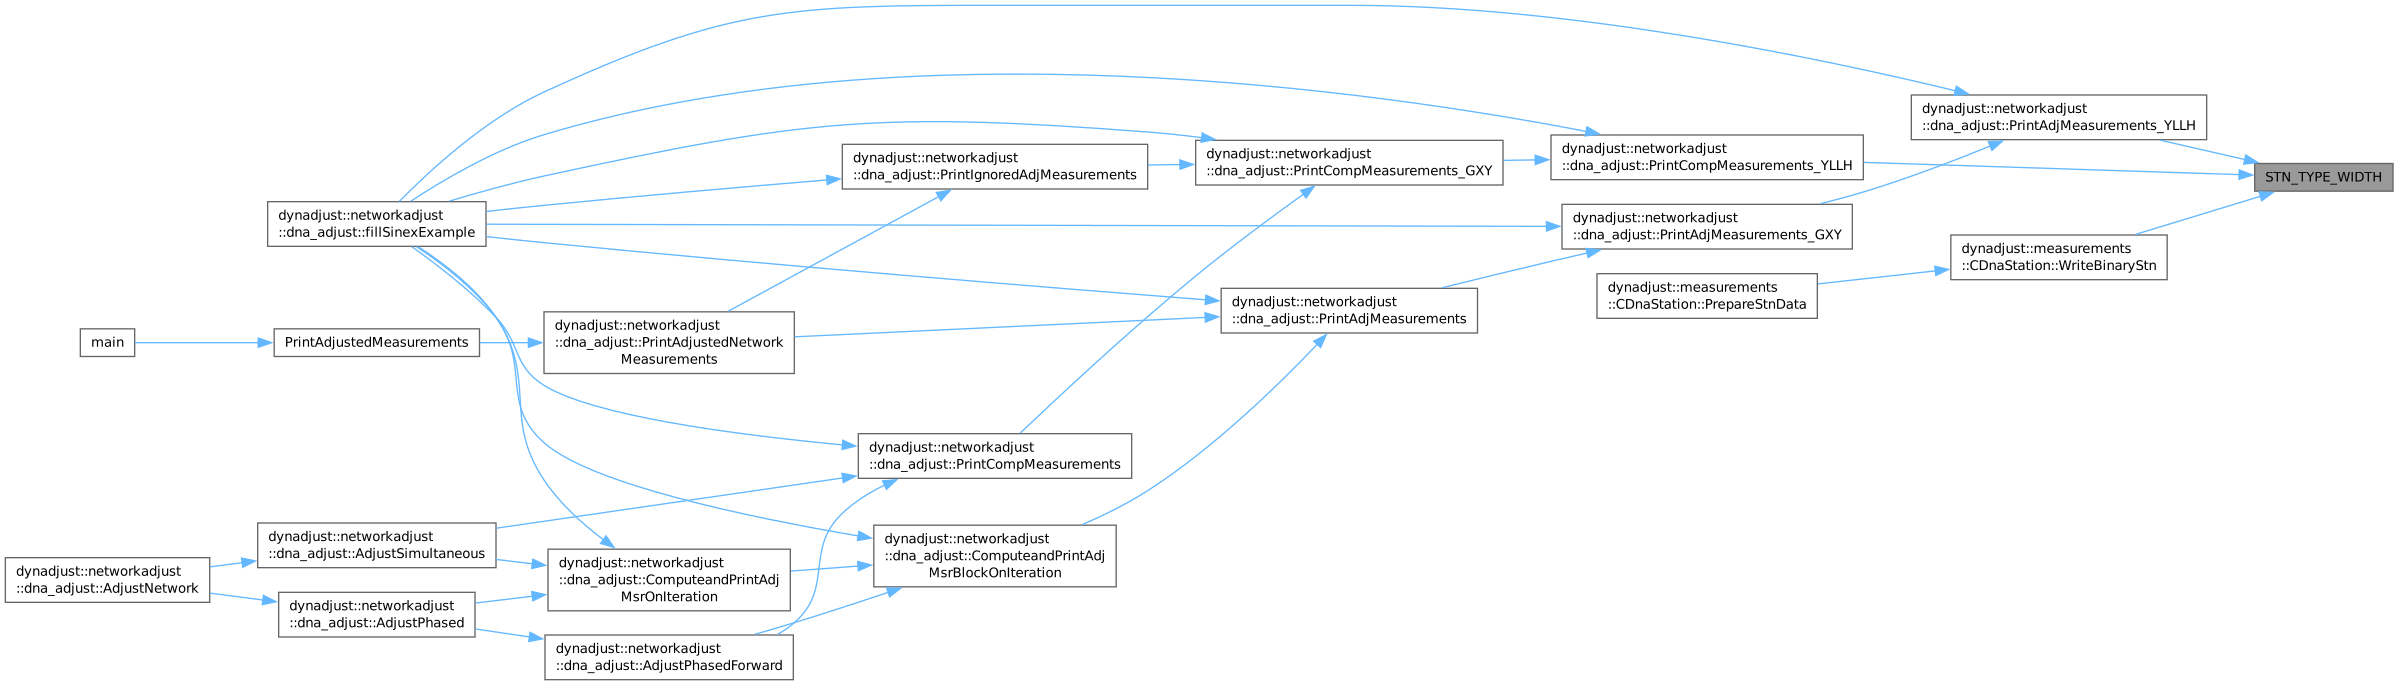 dynadjust::networkadjust
::dna_adjust::PrintAdjMeasurements_YLLH
dynadjust::networkadjust
::dna_adjust::PrintCompMeasurements_YLLH
dynadjust::networkadjust
::dna_adjust::PrintCompMeasurements_GXY
dynadjust::networkadjust
::dna_adjust::PrintIgnoredAdjMeasurements
STN_TYPE_WIDTH
dynadjust::networkadjust
::dna_adjust::fillSinexExample
dynadjust::networkadjust
::dna_adjust::PrintAdjMeasurements_GXY
dynadjust::measurements
::CDnaStation::WriteBinaryStn
dynadjust::measurements
::CDnaStation::PrepareStnData
dynadjust::networkadjust
::dna_adjust::PrintAdjMeasurements
dynadjust::networkadjust
::dna_adjust::PrintAdjustedNetwork
Measurements
PrintAdjustedMeasurements
main
dynadjust::networkadjust
::dna_adjust::PrintCompMeasurements
dynadjust::networkadjust
::dna_adjust::AdjustSimultaneous
dynadjust::networkadjust
::dna_adjust::ComputeandPrintAdj
MsrBlockOnIteration
dynadjust::networkadjust
::dna_adjust::ComputeandPrintAdj
MsrOnIteration
dynadjust::networkadjust
::dna_adjust::AdjustNetwork
dynadjust::networkadjust
::dna_adjust::AdjustPhased
dynadjust::networkadjust
::dna_adjust::AdjustPhasedForward